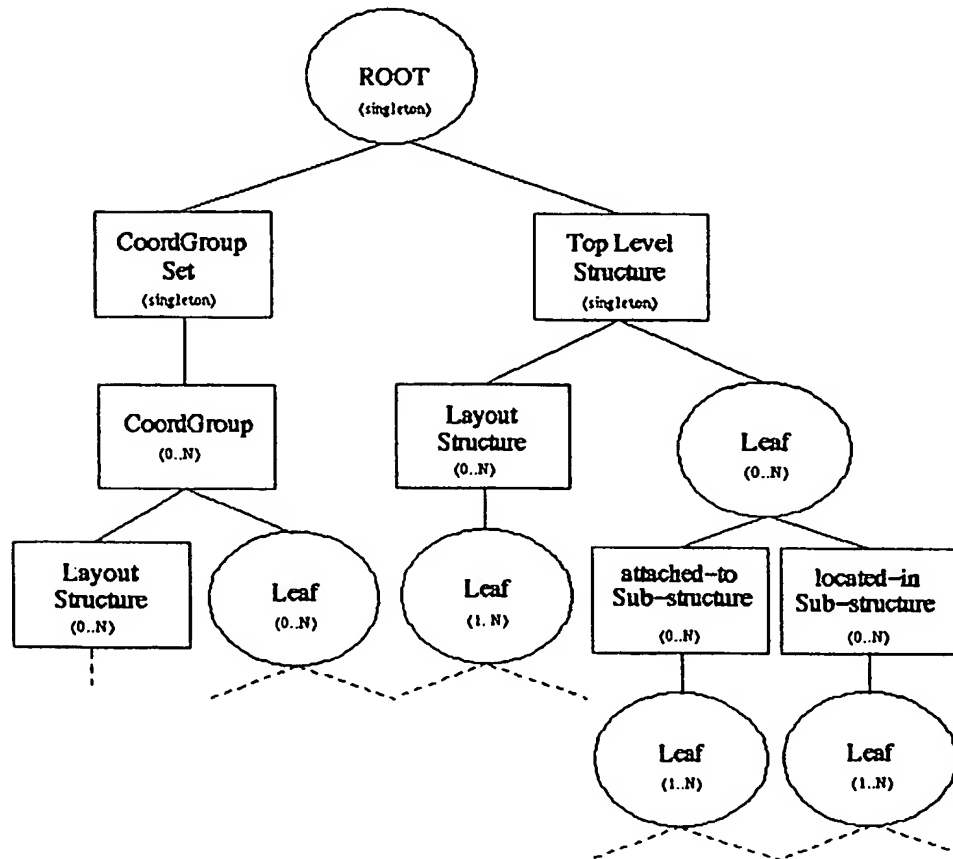 ROOT
(singleton)
CoordGroup
Set
(singleton)
Top Level
Structure
(singleton)
CoordGroup
(0..N)
Layout
Structure
(0..N)
Leaf
(0..N)
Layout
Structure
(0..N)
Leaf
(0..N)
Leaf
(1..N)
attached-to
Sub-structure
(0..N)
located-in
Sub-structure
(0..N)
Leaf
(1..N)
Leaf
(1..N)